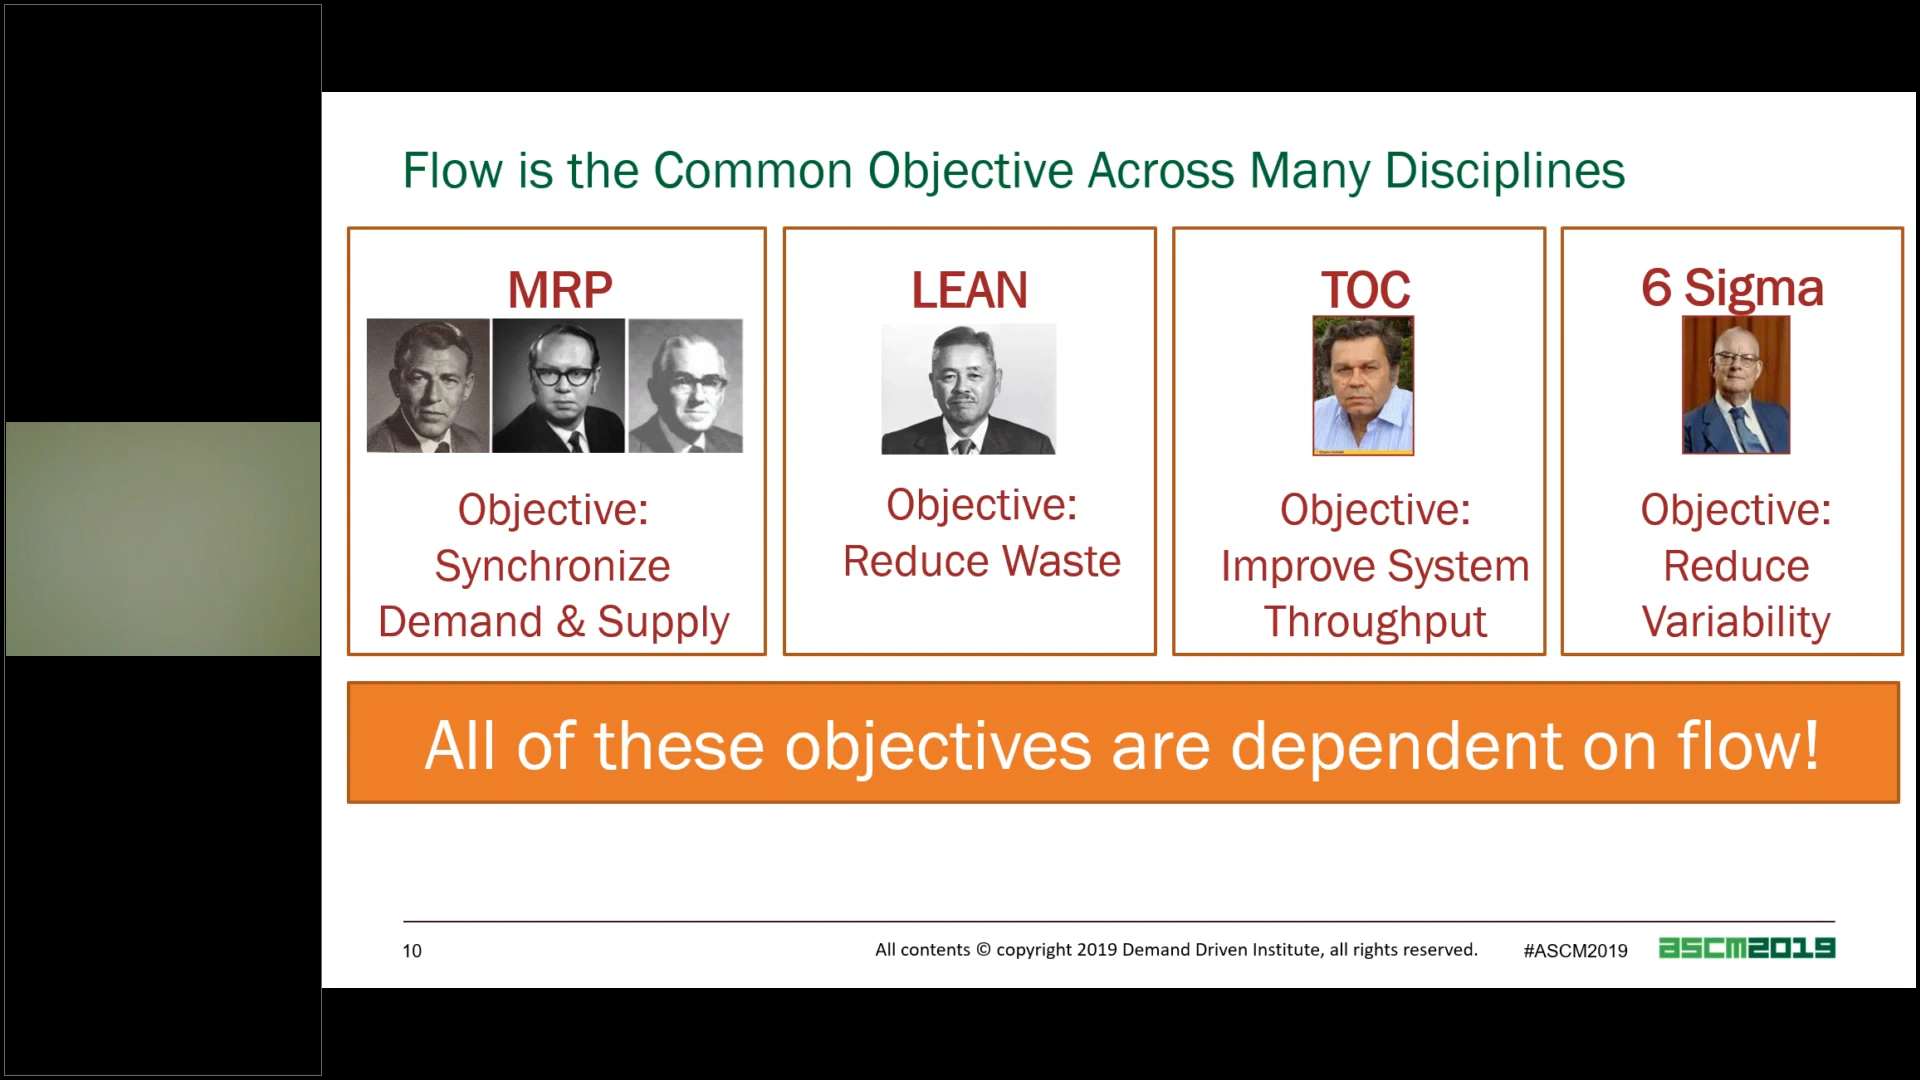 Flow is the Common Objective Across Many Disciplines
MRP
Objective:
Synchronize
Demand & Supply
LEAN
Objective:
Reduce Waste
TOC
Objective:
Improve System
Throughput
6 Sigma
Objective:
Reduce
Variability
All of these objectives are dependent on flow!
10
All contents © copyright 2019 Demand Driven Institute, all rights reserved.
#ASCM2019
ascm2019